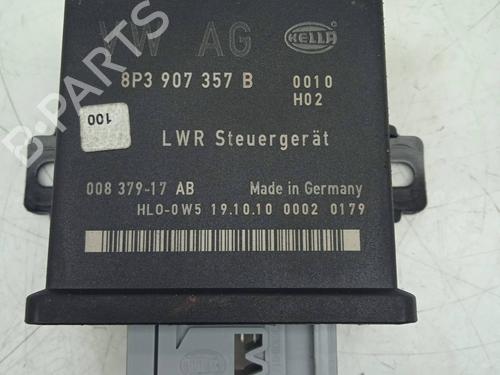 VW AG
HELLA
8P3 907 357 B
0010
H02
100
LWR Steuergerät
008 379-17 AB
Made in Germany
HLO-0W5 19.10.10 0002 0179